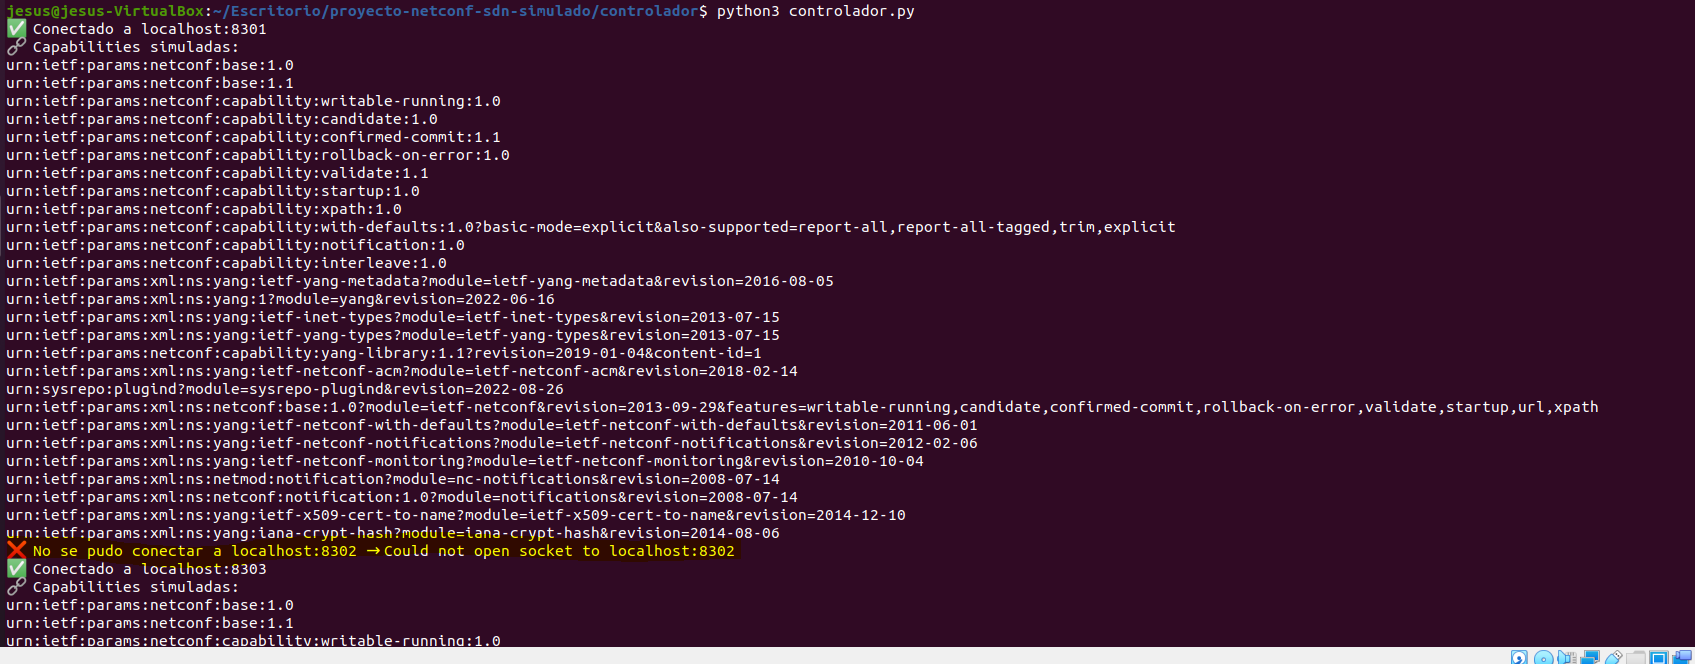 jesus@jesus-VirtualBox:~/Escritorio/proyecto-netconf-sdn-simulado/controlador$ python3 controlador.py
✅ Conectado a localhost:8301
🔗 Capabilities simuladas:
urn:ietf:params:netconf:base:1.0
urn:ietf:params:netconf:base:1.1
urn:ietf:params:netconf:capability:writable-running:1.0
urn:ietf:params:netconf:capability:candidate:1.0
urn:ietf:params:netconf:capability:confirmed-commit:1.1
urn:ietf:params:netconf:capability:rollback-on-error:1.0
urn:ietf:params:netconf:capability:validate:1.1
urn:ietf:params:netconf:capability:startup:1.0
urn:ietf:params:netconf:capability:xpath:1.0
urn:ietf:params:netconf:capability:with-defaults:1.0?basic-mode=explicit&also-supported=report-all,report-all-tagged,trim,explicit
urn:ietf:params:netconf:capability:notification:1.0
urn:ietf:params:netconf:capability:interleave:1.0
urn:ietf:params:xml:ns:yang:ietf-yang-metadata?module=ietf-yang-metadata&revision=2016-08-05
urn:ietf:params:xml:ns:yang:1?module=yang&revision=2022-06-16
urn:ietf:params:xml:ns:yang:ietf-inet-types?module=ietf-inet-types&revision=2013-07-15
urn:ietf:params:xml:ns:yang:ietf-yang-types?module=ietf-yang-types&revision=2013-07-15
urn:ietf:params:netconf:capability:yang-library:1.1?revision=2019-01-04&content-id=1
urn:ietf:params:xml:ns:yang:ietf-netconf-acm?module=ietf-netconf-acm&revision=2018-02-14
urn:sysrepo:plugind?module=sysrepo-plugind&revision=2022-08-26
urn:ietf:params:xml:ns:netconf:base:1.0?module=ietf-netconf&revision=2013-09-29&features=writable-running,candidate,confirmed-commit,rollback-on-error,validate,startup,url,xpath
urn:ietf:params:xml:ns:yang:ietf-netconf-with-defaults?module=ietf-netconf-with-defaults&revision=2011-06-01
urn:ietf:params:xml:ns:yang:ietf-netconf-notifications?module=ietf-netconf-notifications&revision=2012-02-06
urn:ietf:params:xml:ns:yang:ietf-netconf-monitoring?module=ietf-netconf-monitoring&revision=2010-10-04
urn:ietf:params:xml:ns:netmod:notification?module=nc-notifications&revision=2008-07-14
urn:ietf:params:xml:ns:netconf:notification:1.0?module=notifications&revision=2008-07-14
urn:ietf:params:xml:ns:yang:ietf-x509-cert-to-name?module=ietf-x509-cert-to-name&revision=2014-12-10
urn:ietf:params:xml:ns:yang:iana-crypt-hash?module=iana-crypt-hash&revision=2014-08-06
❌ No se pudo conectar a localhost:8302 → Could not open socket to localhost:8302
✅ Conectado a localhost:8303
🔗 Capabilities simuladas:
urn:ietf:params:netconf:base:1.0
urn:ietf:params:netconf:base:1.1
urn:ietf:params:netconf:capability:writable-running:1.0